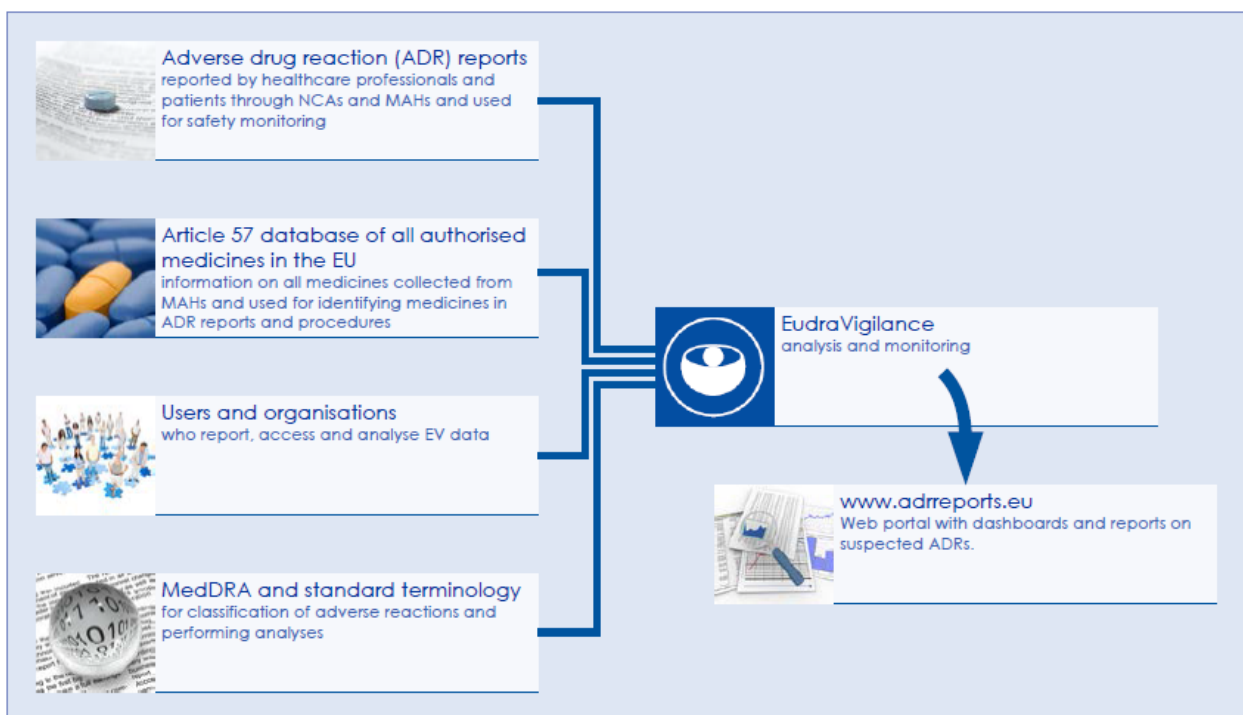 Adverse drug reaction (ADR) reports
reported by healthcare professionals and
patients through NCAs and MAHs and used
for safety monitoring
Article 57 database of all authorised
medicines in the EU
information on all medicines collected from
MAHs and used for identifying medicines in
ADR reports and procedures
Users and organisations
who report, access and analyse EV data
MedDRA and standard terminology
for classification of adverse reactions and
performing analyses
EudraVigilance
analysis and monitoring
www.adrreports.eu
Web portal with dashboards and reports on
suspected ADRs.